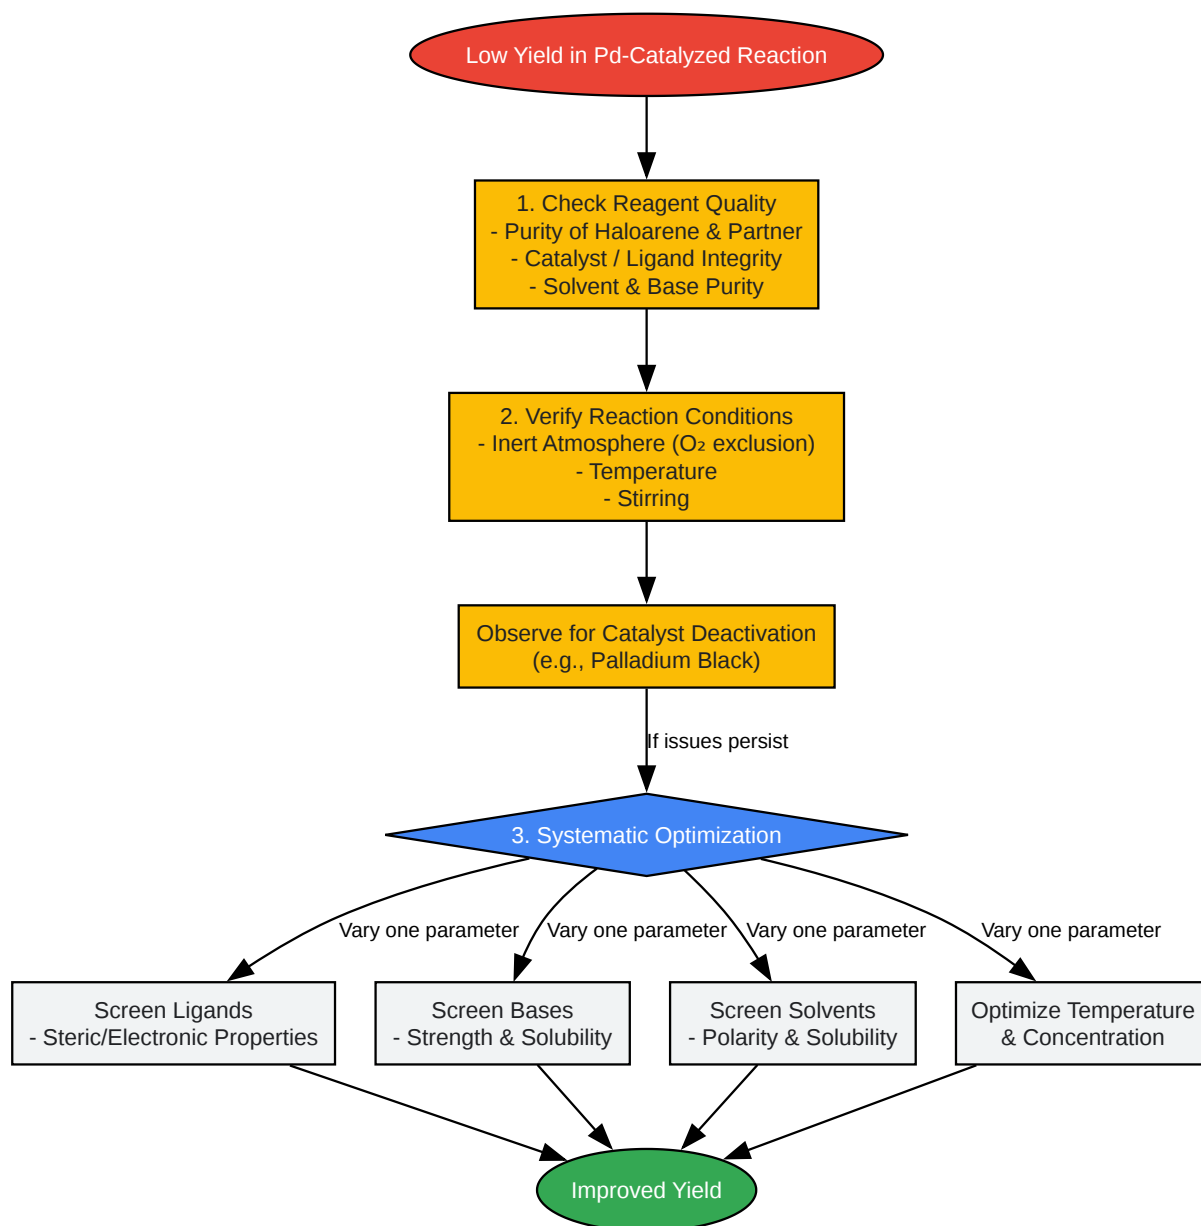 Low Yield in Pd-Catalyzed Reaction
1. Check Reagent Quality
- Purity of Haloarene & Partner
- Catalyst / Ligand Integrity
- Solvent & Base Purity
2. Verify Reaction Conditions
- Inert Atmosphere (O₂ exclusion)
- Temperature
- Stirring
Observe for Catalyst Deactivation
(e.g., Palladium Black)
If issues persist
3. Systematic Optimization
Vary one parameter
Vary one parameter
Vary one parameter
Vary one parameter
Screen Ligands
- Steric/Electronic Properties
Screen Bases
- Strength & Solubility
Screen Solvents
- Polarity & Solubility
Optimize Temperature
& Concentration
Improved Yield